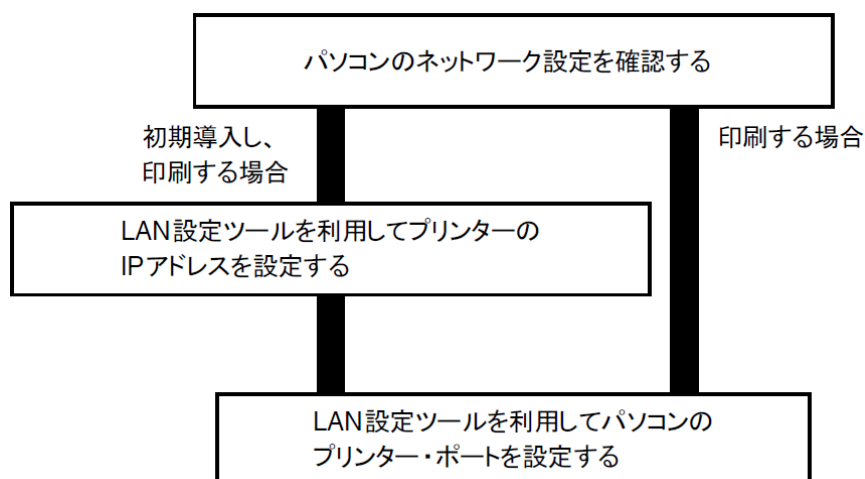 パソコンのネットワーク設定を確認する
初期導入し、
印刷する場合
印刷する場合
LAN設定ツールを利用してプリンターの
IPアドレスを設定する
LAN設定ツールを利用してパソコンの
プリンター・ポートを設定する